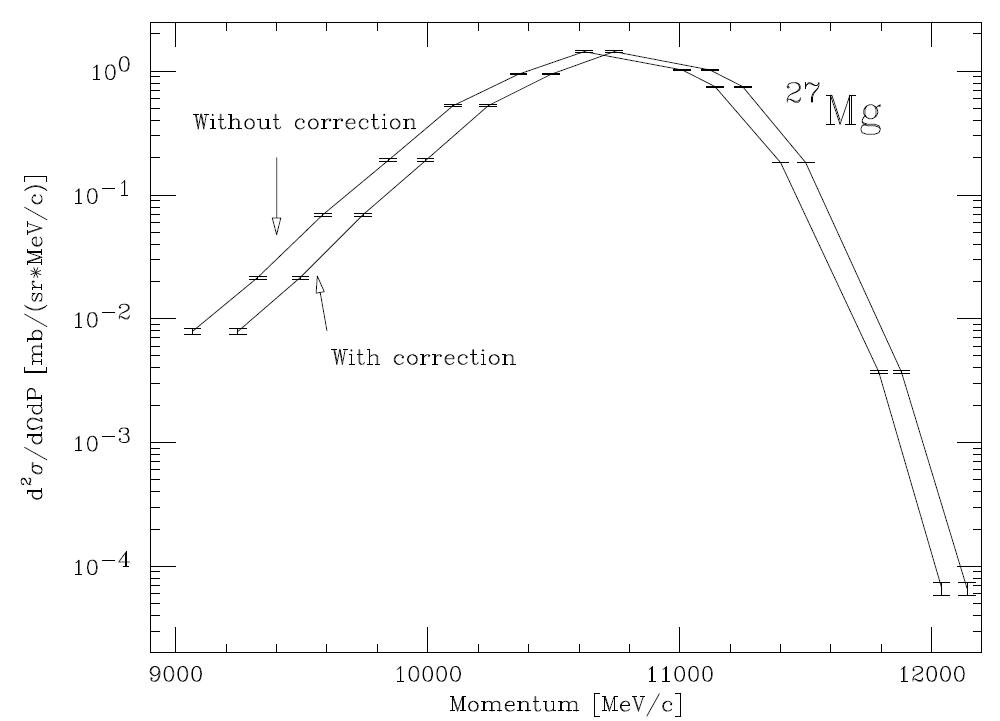 10⁰
²⁷Mg
Without correction
10⁻¹
d²σ/dΩdP [mb/(sr*MeV/c)]
10⁻²
With correction
10⁻³
10⁻⁴
9000 10000 11000 12000
Momentum [MeV/c]